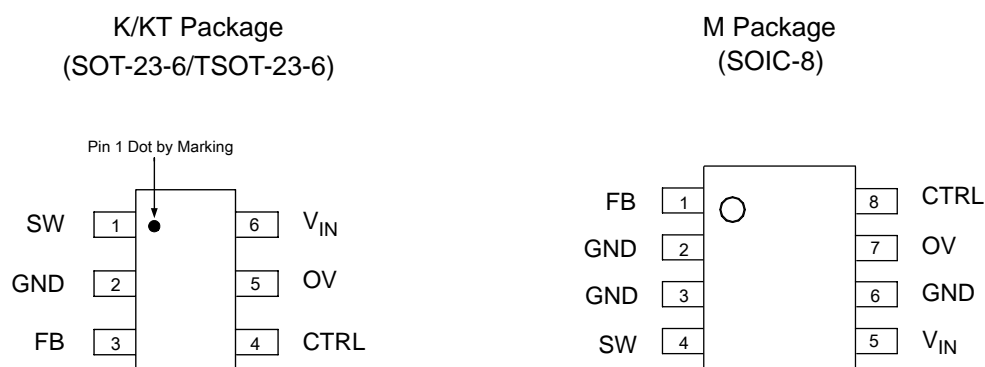 K/KT Package
(SOT-23-6/TSOT-23-6)
Pin 1 Dot by Marking
SW 1 6 VIN
GND 2 5 OV
FB 3 4 CTRL
M Package
(SOIC-8)
FB 1 8 CTRL
GND 2 7 OV
GND 3 6 GND
SW 4 5 VIN